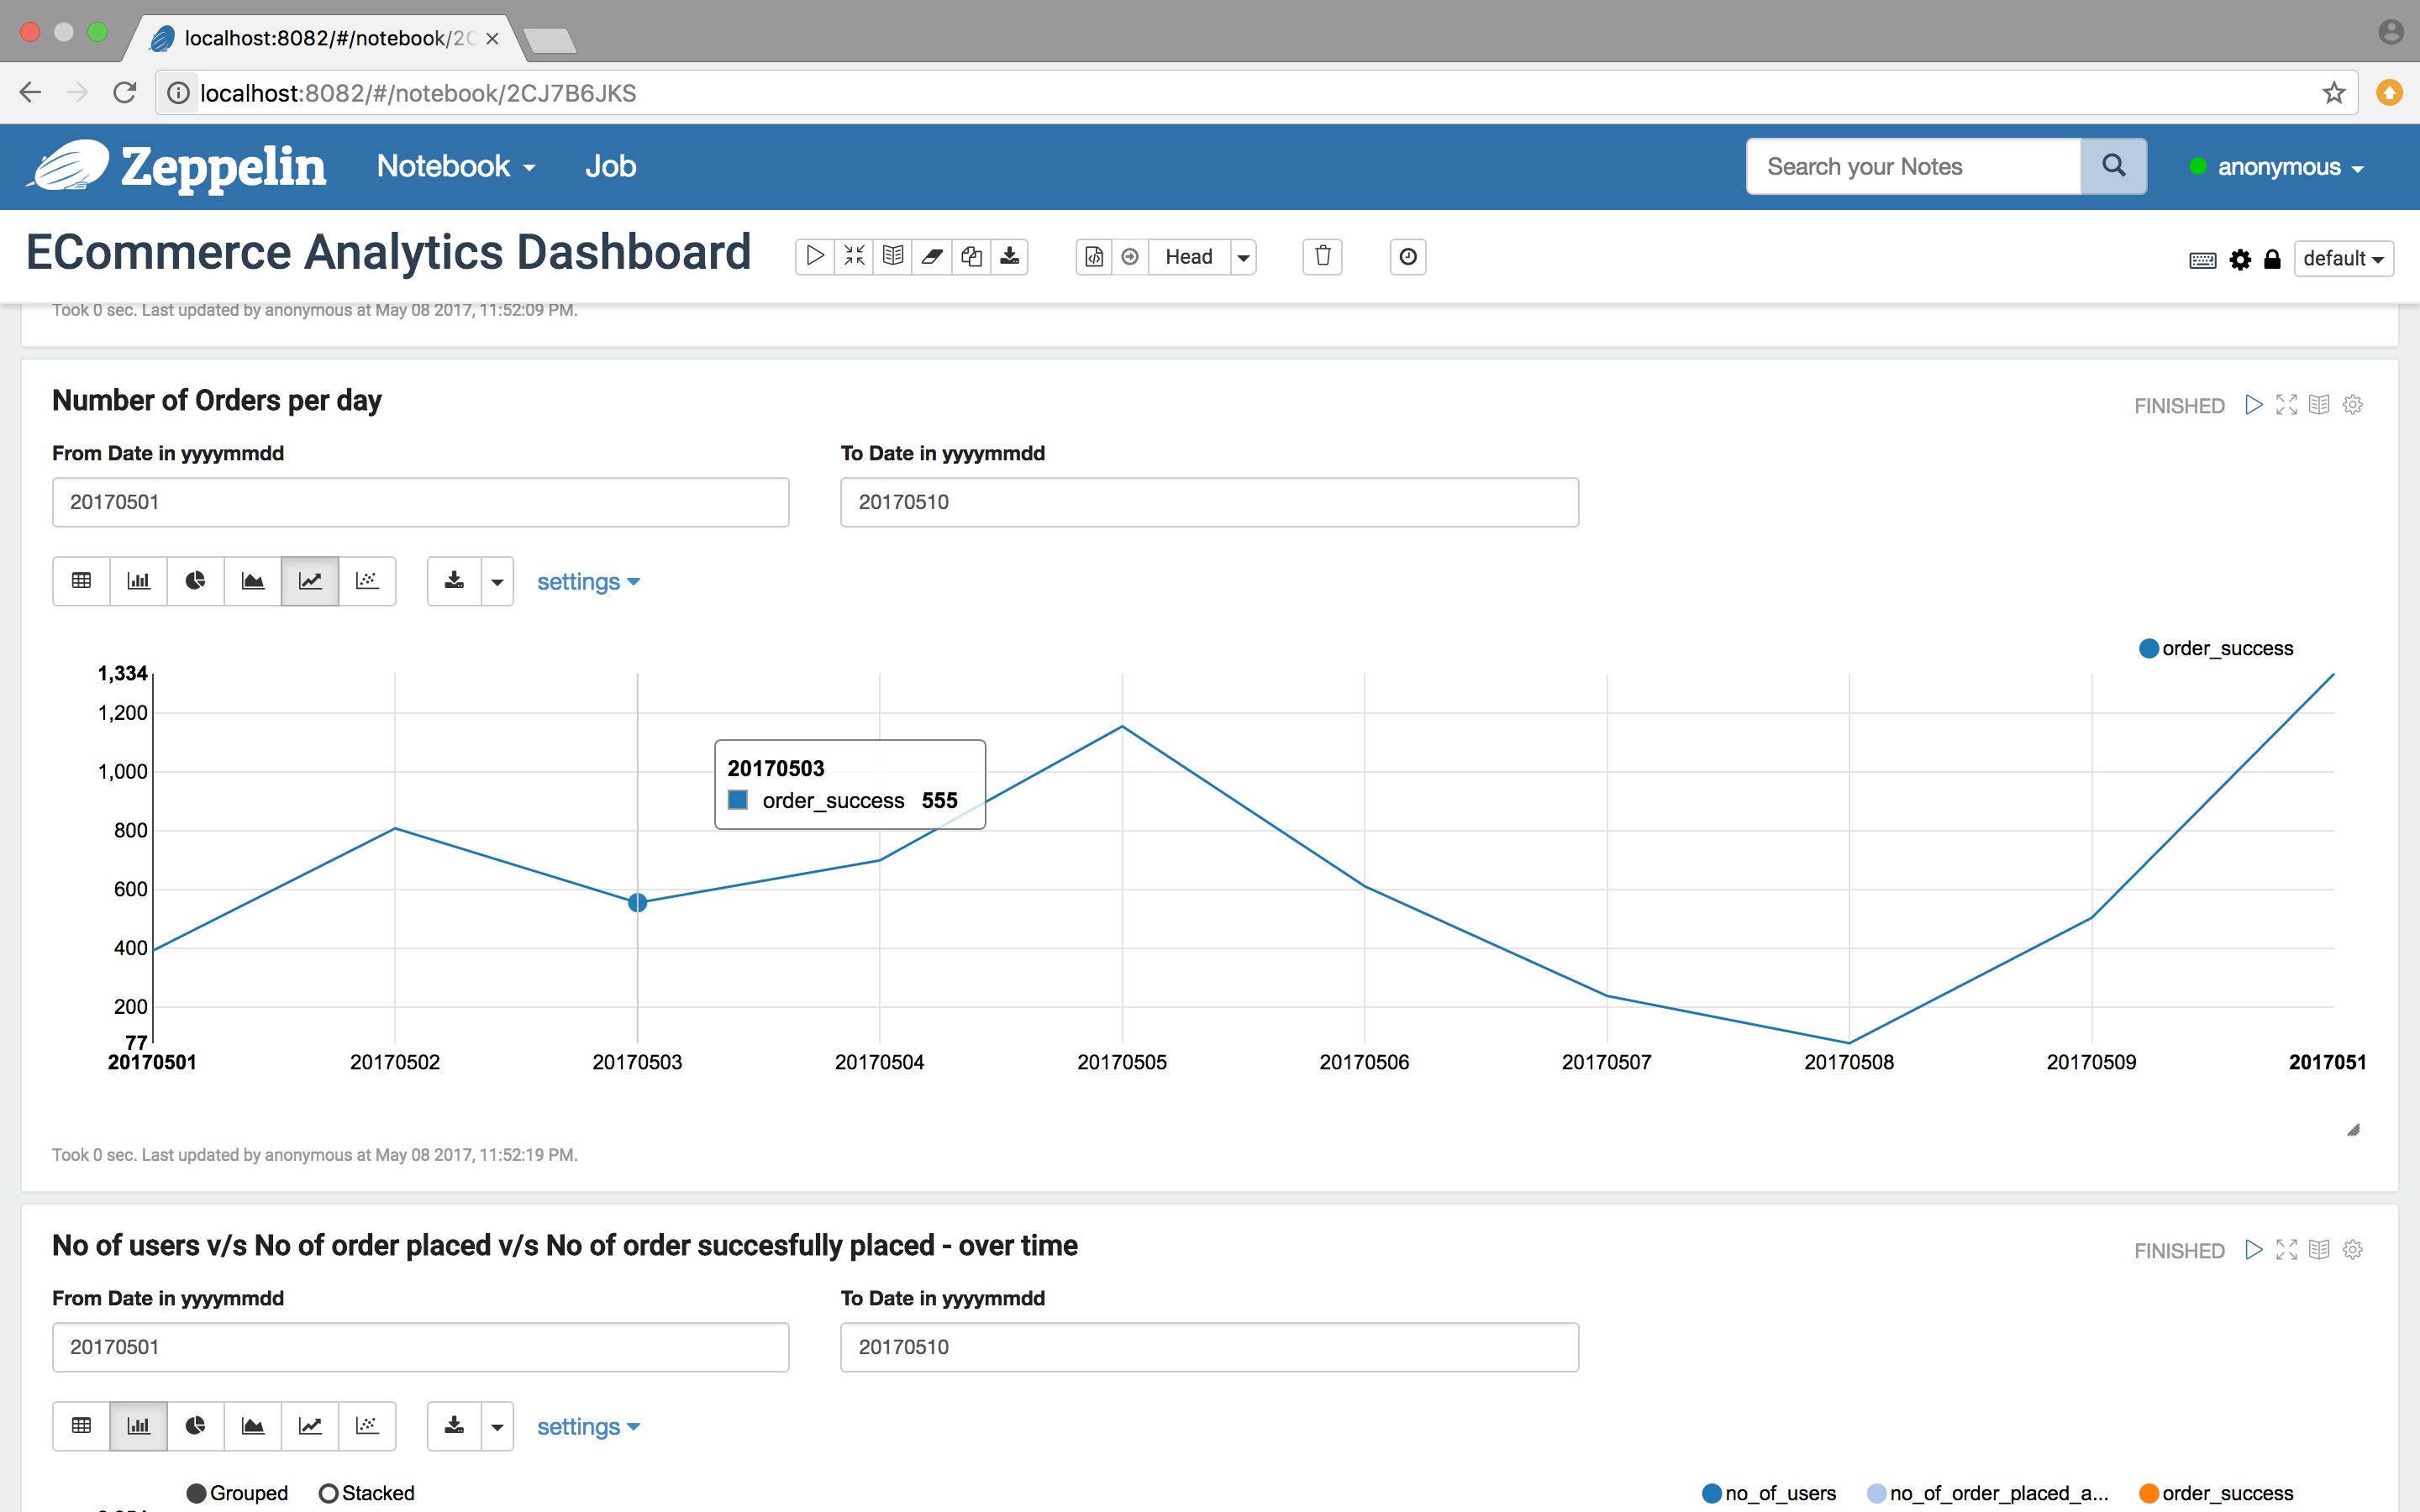 localhost:8082/#/notebook/2C
localhost:8082/#/notebook/2CJ7B6JKS
Zeppelin Notebook Job Search your Notes anonymous
ECommerce Analytics Dashboard Head default
Took 0 sec. Last updated by anonymous at May 08 2017, 11:52:09 PM.
Number of Orders per day FINISHED
From Date in yyyymmdd To Date in yyyymmdd
20170501 20170510
settings
order_success
1,334
1,200
1,000
800
600
400
200
77
20170503
order_success 555
20170501 20170502 20170503 20170504 20170505 20170506 20170507 20170508 20170509 2017051
Took 0 sec. Last updated by anonymous at May 08 2017, 11:52:19 PM.
No of users v/s No of order placed v/s No of order succesfully placed - over time FINISHED
From Date in yyyymmdd To Date in yyyymmdd
20170501 20170510
settings
Grouped Stacked no_of_users no_of_order_placed_a... order_success